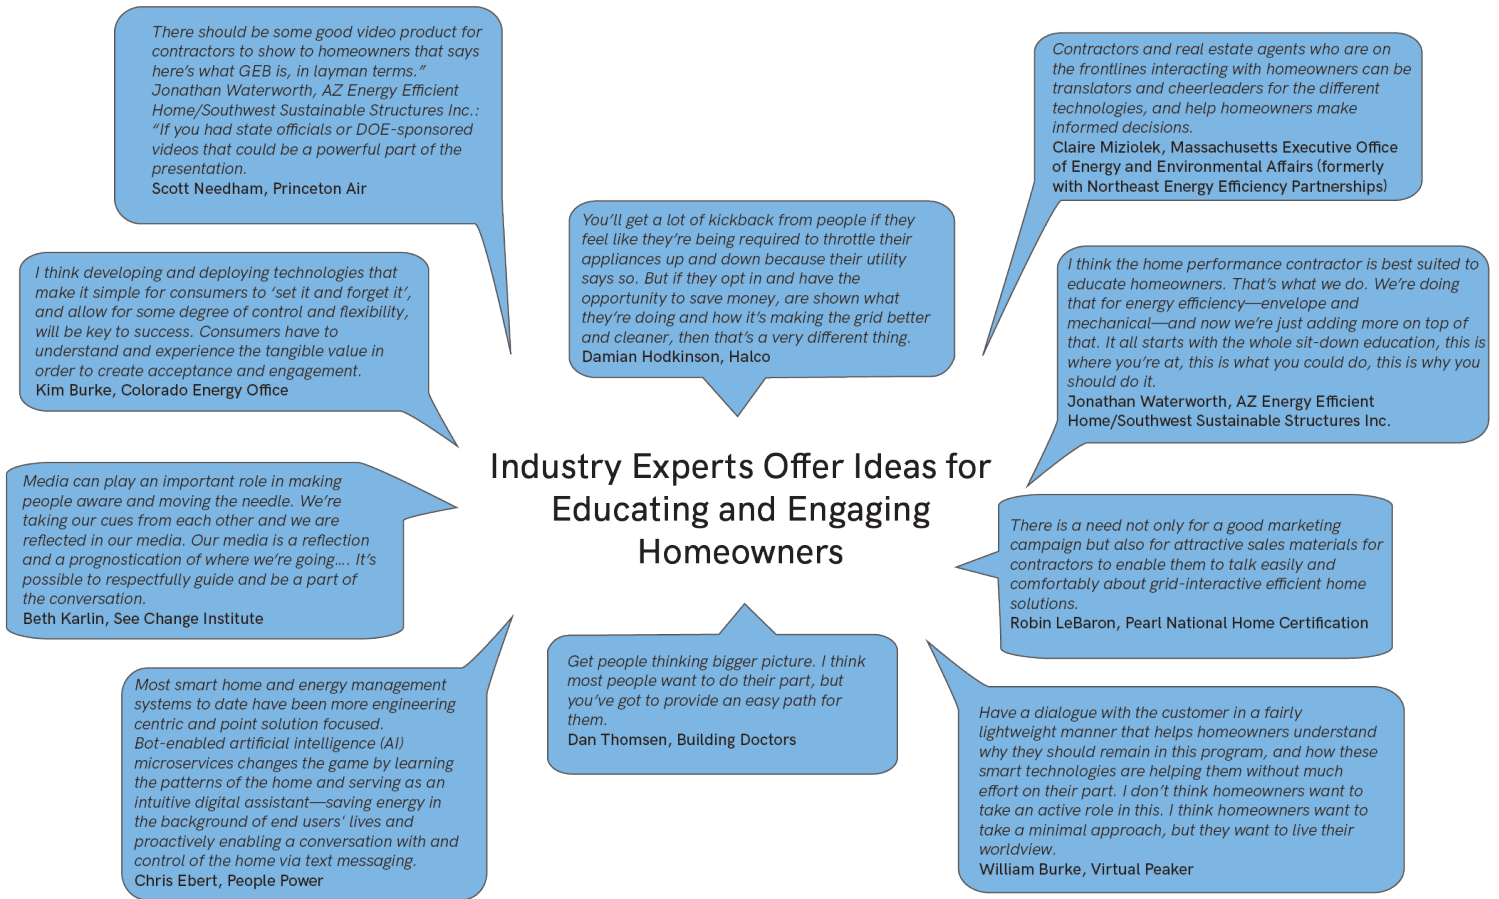 There should be some good video product for
contractors to show to homeowners that says
here's what GEB is, in layman terms.”
Jonathan Waterworth, AZ Energy Efficient
Home/Southwest Sustainable Structures Inc.:
“If you had state officials or DOE-sponsored
videos that could be a powerful part of the
presentation.
Scott Needham, Princeton Air
Contractors and real estate agents who are on
the frontlines interacting with homeowners can be
translators and cheerleaders for the different
technologies, and help homeowners make
informed decisions.
Claire Miziolek, Massachusetts Executive Office
of Energy and Environmental Affairs (formerly
with Northeast Energy Efficiency Partnerships)
You'll get a lot of kickback from people if they
feel like they're being required to throttle their
appliances up and down because their utility
says so. But if they opt in and have the
opportunity to save money, are shown what
they're doing and how it's making the grid better
and cleaner, then that's a very different thing.
Damian Hodkinson, Halco
I think developing and deploying technologies that
make it simple for consumers to ‘set it and forget it’,
and allow for some degree of control and flexibility,
will be key to success. Consumers have to
understand and experience the tangible value in
order to create acceptance and engagement.
Kim Burke, Colorado Energy Office
I think the home performance contractor is best suited to
educate homeowners. That's what we do. We're doing
that for energy efficiency—envelope and
mechanical—and now we're just adding more on top of
that. It all starts with the whole sit-down education, this is
where you're at, this is what you could do, this is why you
should do it.
Jonathan Waterworth, AZ Energy Efficient
Home/Southwest Sustainable Structures Inc.
Industry Experts Offer Ideas for
Educating and Engaging
Homeowners
Media can play an important role in making
people aware and moving the needle. We're
taking our cues from each other and we are
reflected in our media. Our media is a reflection
and a prognostication of where we're going.... It's
possible to respectfully guide and be a part of
the conversation.
Beth Karlin, See Change Institute
There is a need not only for a good marketing
campaign but also for attractive sales materials for
contractors to enable them to talk easily and
comfortably about grid-interactive efficient home
solutions.
Robin LeBaron, Pearl National Home Certification
Most smart home and energy management
systems to date have been more engineering
centric and point solution focused.
Bot-enabled artificial intelligence (AI)
microservices changes the game by learning
the patterns of the home and serving as an
intuitive digital assistant—saving energy in
the background of end users' lives and
proactively enabling a conversation with and
control of the home via text messaging.
Chris Ebert, People Power
Get people thinking bigger picture. I think
most people want to do their part, but
you've got to provide an easy path for
them.
Dan Thomsen, Building Doctors
Have a dialogue with the customer in a fairly
lightweight manner that helps homeowners understand
why they should remain in this program, and how these
smart technologies are helping them without much
effort on their part. I don't think homeowners want to
take an active role in this. I think homeowners want to
take a minimal approach, but they want to live their
worldview.
William Burke, Virtual Peaker